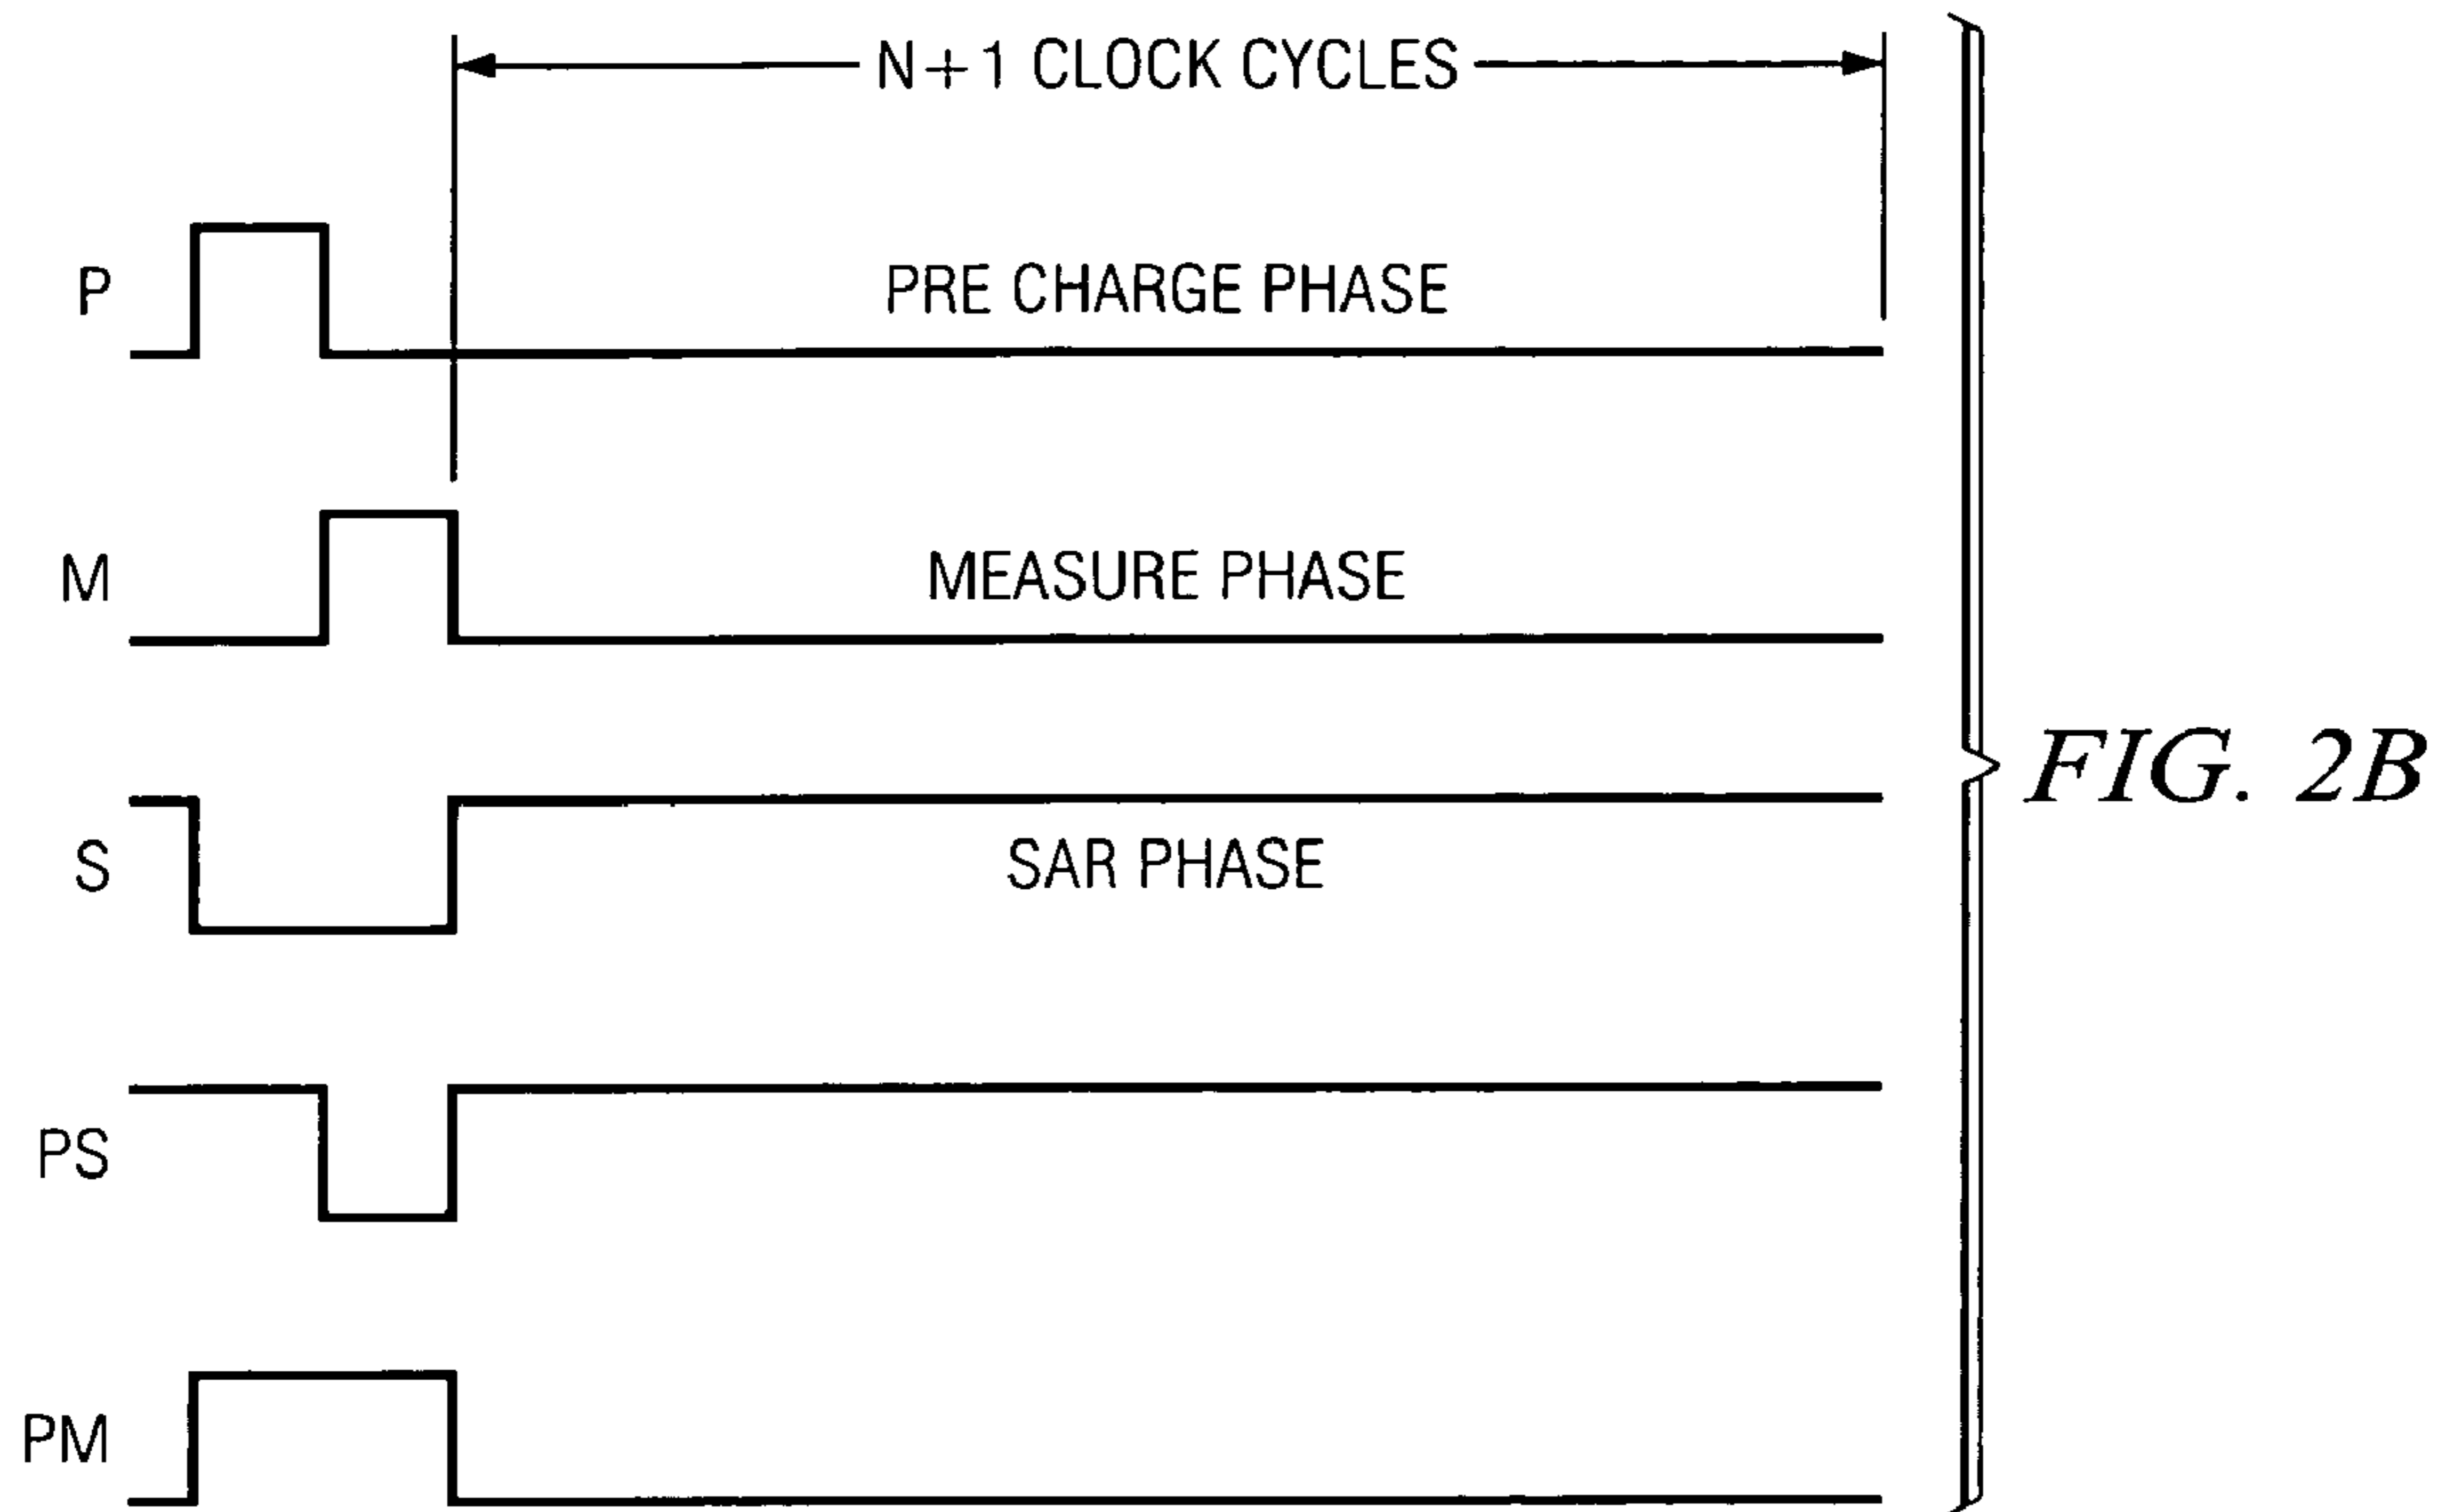 N+1 CLOCK CYCLES
P
PRE CHARGE PHASE
M
MEASURE PHASE
S
SAR PHASE
FIG. 2B
PS
PM